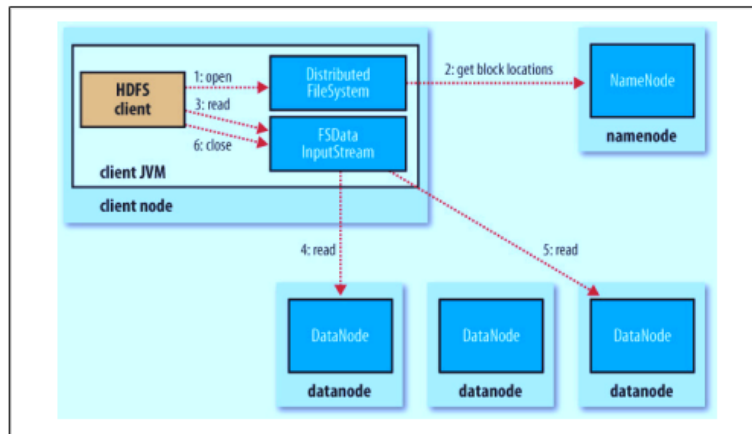 1: open
Distributed
FileSystem
2: get block locations
NameNode
HDFS
client
3: read
6: close
FSData
InputStream
namenode
client JVM
client node
4: read
5: read
DataNode
DataNode
DataNode
datanode
datanode
datanode